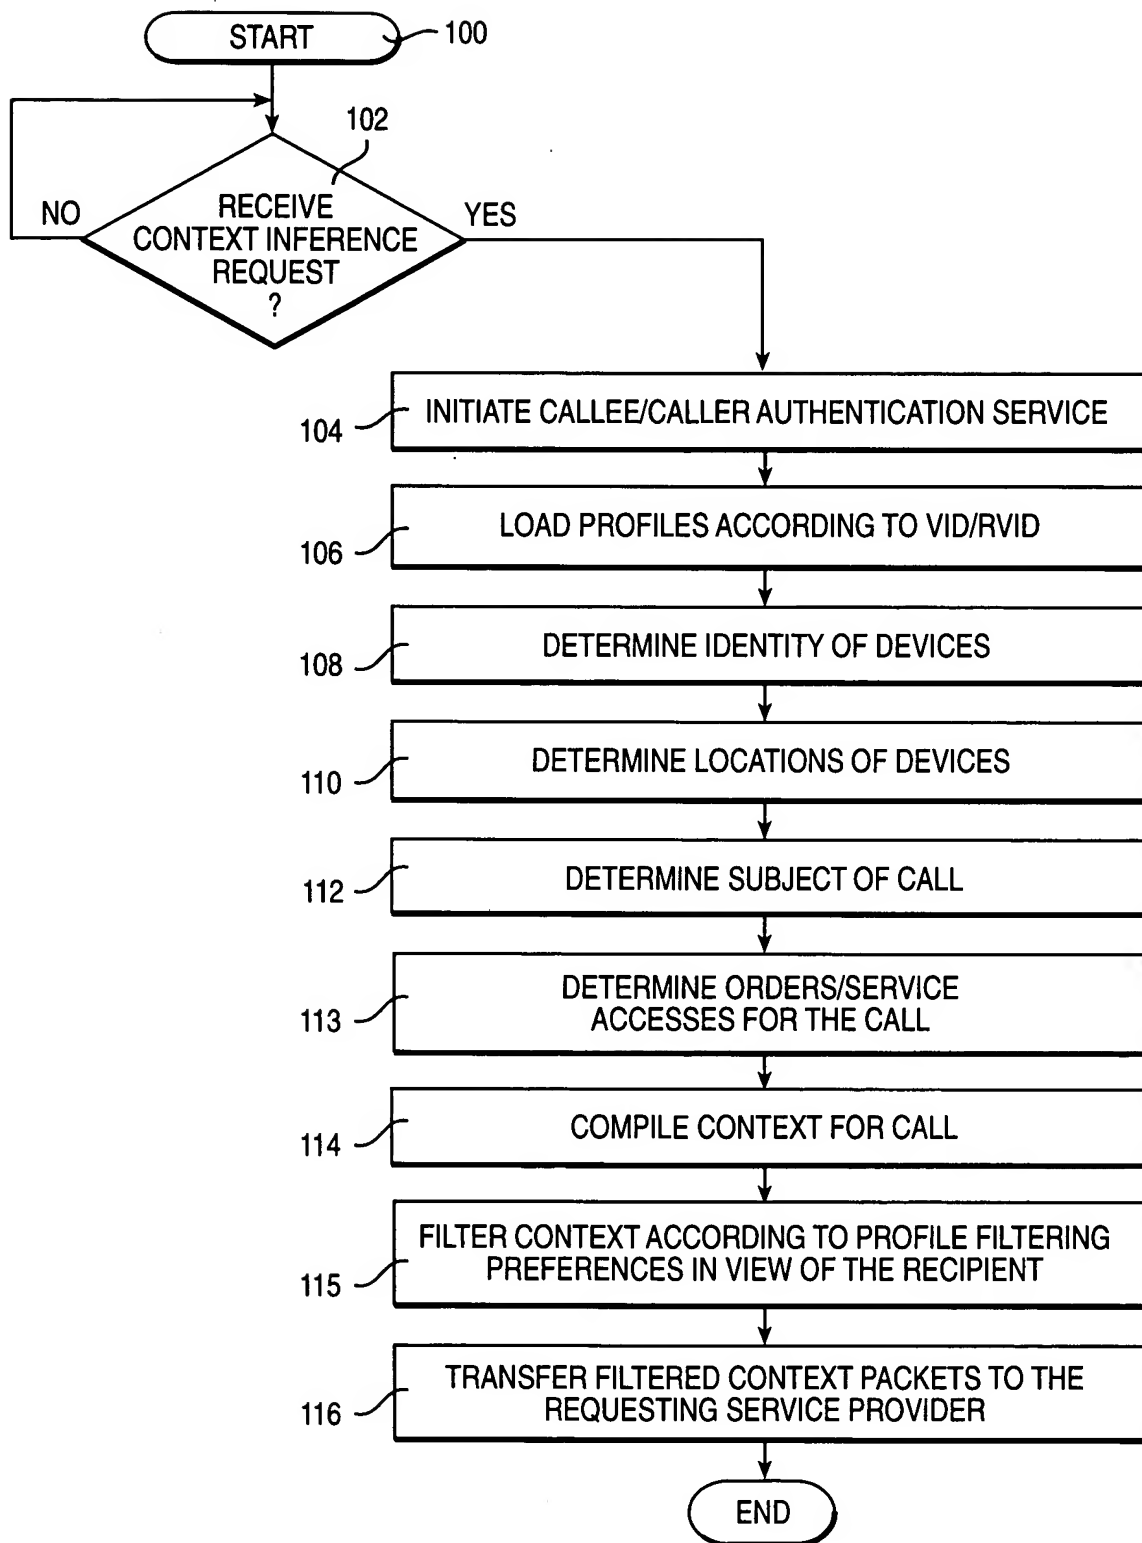 START
100
102
NO
RECEIVE
CONTEXT INFERENCE
REQUEST
?
YES
104
INITIATE CALLEE/CALLER AUTHENTICATION SERVICE
106
LOAD PROFILES ACCORDING TO VID/RVID
108
DETERMINE IDENTITY OF DEVICES
110
DETERMINE LOCATIONS OF DEVICES
112
DETERMINE SUBJECT OF CALL
113
DETERMINE ORDERS/SERVICE
ACCESSES FOR THE CALL
114
COMPILE CONTEXT FOR CALL
115
FILTER CONTEXT ACCORDING TO PROFILE FILTERING
PREFERENCES IN VIEW OF THE RECIPIENT
116
TRANSFER FILTERED CONTEXT PACKETS TO THE
REQUESTING SERVICE PROVIDER
END